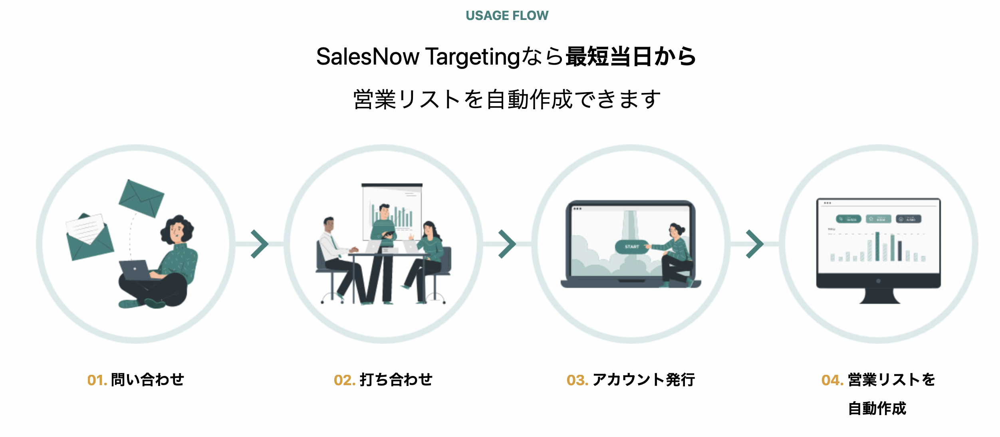 USAGE FLOW
SalesNow Targetingなら最短当日から
営業リストを自動作成できます
START
Today
01. 問い合わせ
02. 打ち合わせ
03. アカウント発行
04. 営業リストを
自動作成